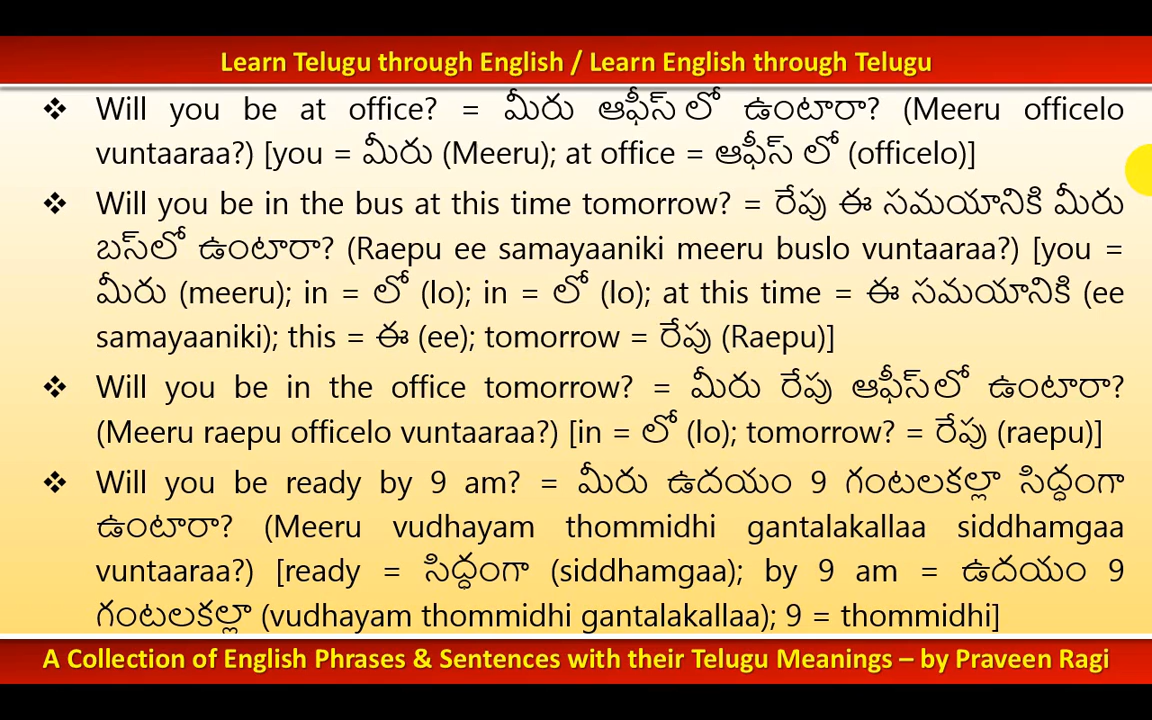 Learn Telugu through English / Learn English through Telugu
❖ Will you be at office? = మీరు ఆఫీస్ లో ఉంటారా? (Meeru officelo
vuntaaraa?) [you = మీరు (Meeru); at office = ఆఫీస్ లో (officelo)]
❖ Will you be in the bus at this time tomorrow? = రేపు ఈ సమయానికి మీరు
బస్‌లో ఉంటారా? (Raepu ee samayaaniki meeru buslo vuntaaraa?) [you =
మీరు (meeru); in = లో (lo); in = లో (lo); at this time = ఈ సమయానికి (ee
samayaaniki); this = ఈ (ee); tomorrow = రేపు (Raepu)]
❖ Will you be in the office tomorrow? = మీరు రేపు ఆఫీస్‌లో ఉంటారా?
(Meeru raepu officelo vuntaaraa?) [in = లో (lo); tomorrow? = రేపు (raepu)]
❖ Will you be ready by 9 am? = మీరు ఉదయం 9 గంటలకల్లా సిద్ధంగా
ఉంటారా? (Meeru vudhayam thommidhi gantalakallaa siddhamgaa
vuntaaraa?) [ready = సిద్ధంగా (siddhamgaa); by 9 am = ఉదయం 9
గంటలకల్లా (vudhayam thommidhi gantalakallaa); 9 = thommidhi]
A Collection of English Phrases & Sentences with their Telugu Meanings – by Praveen Ragi